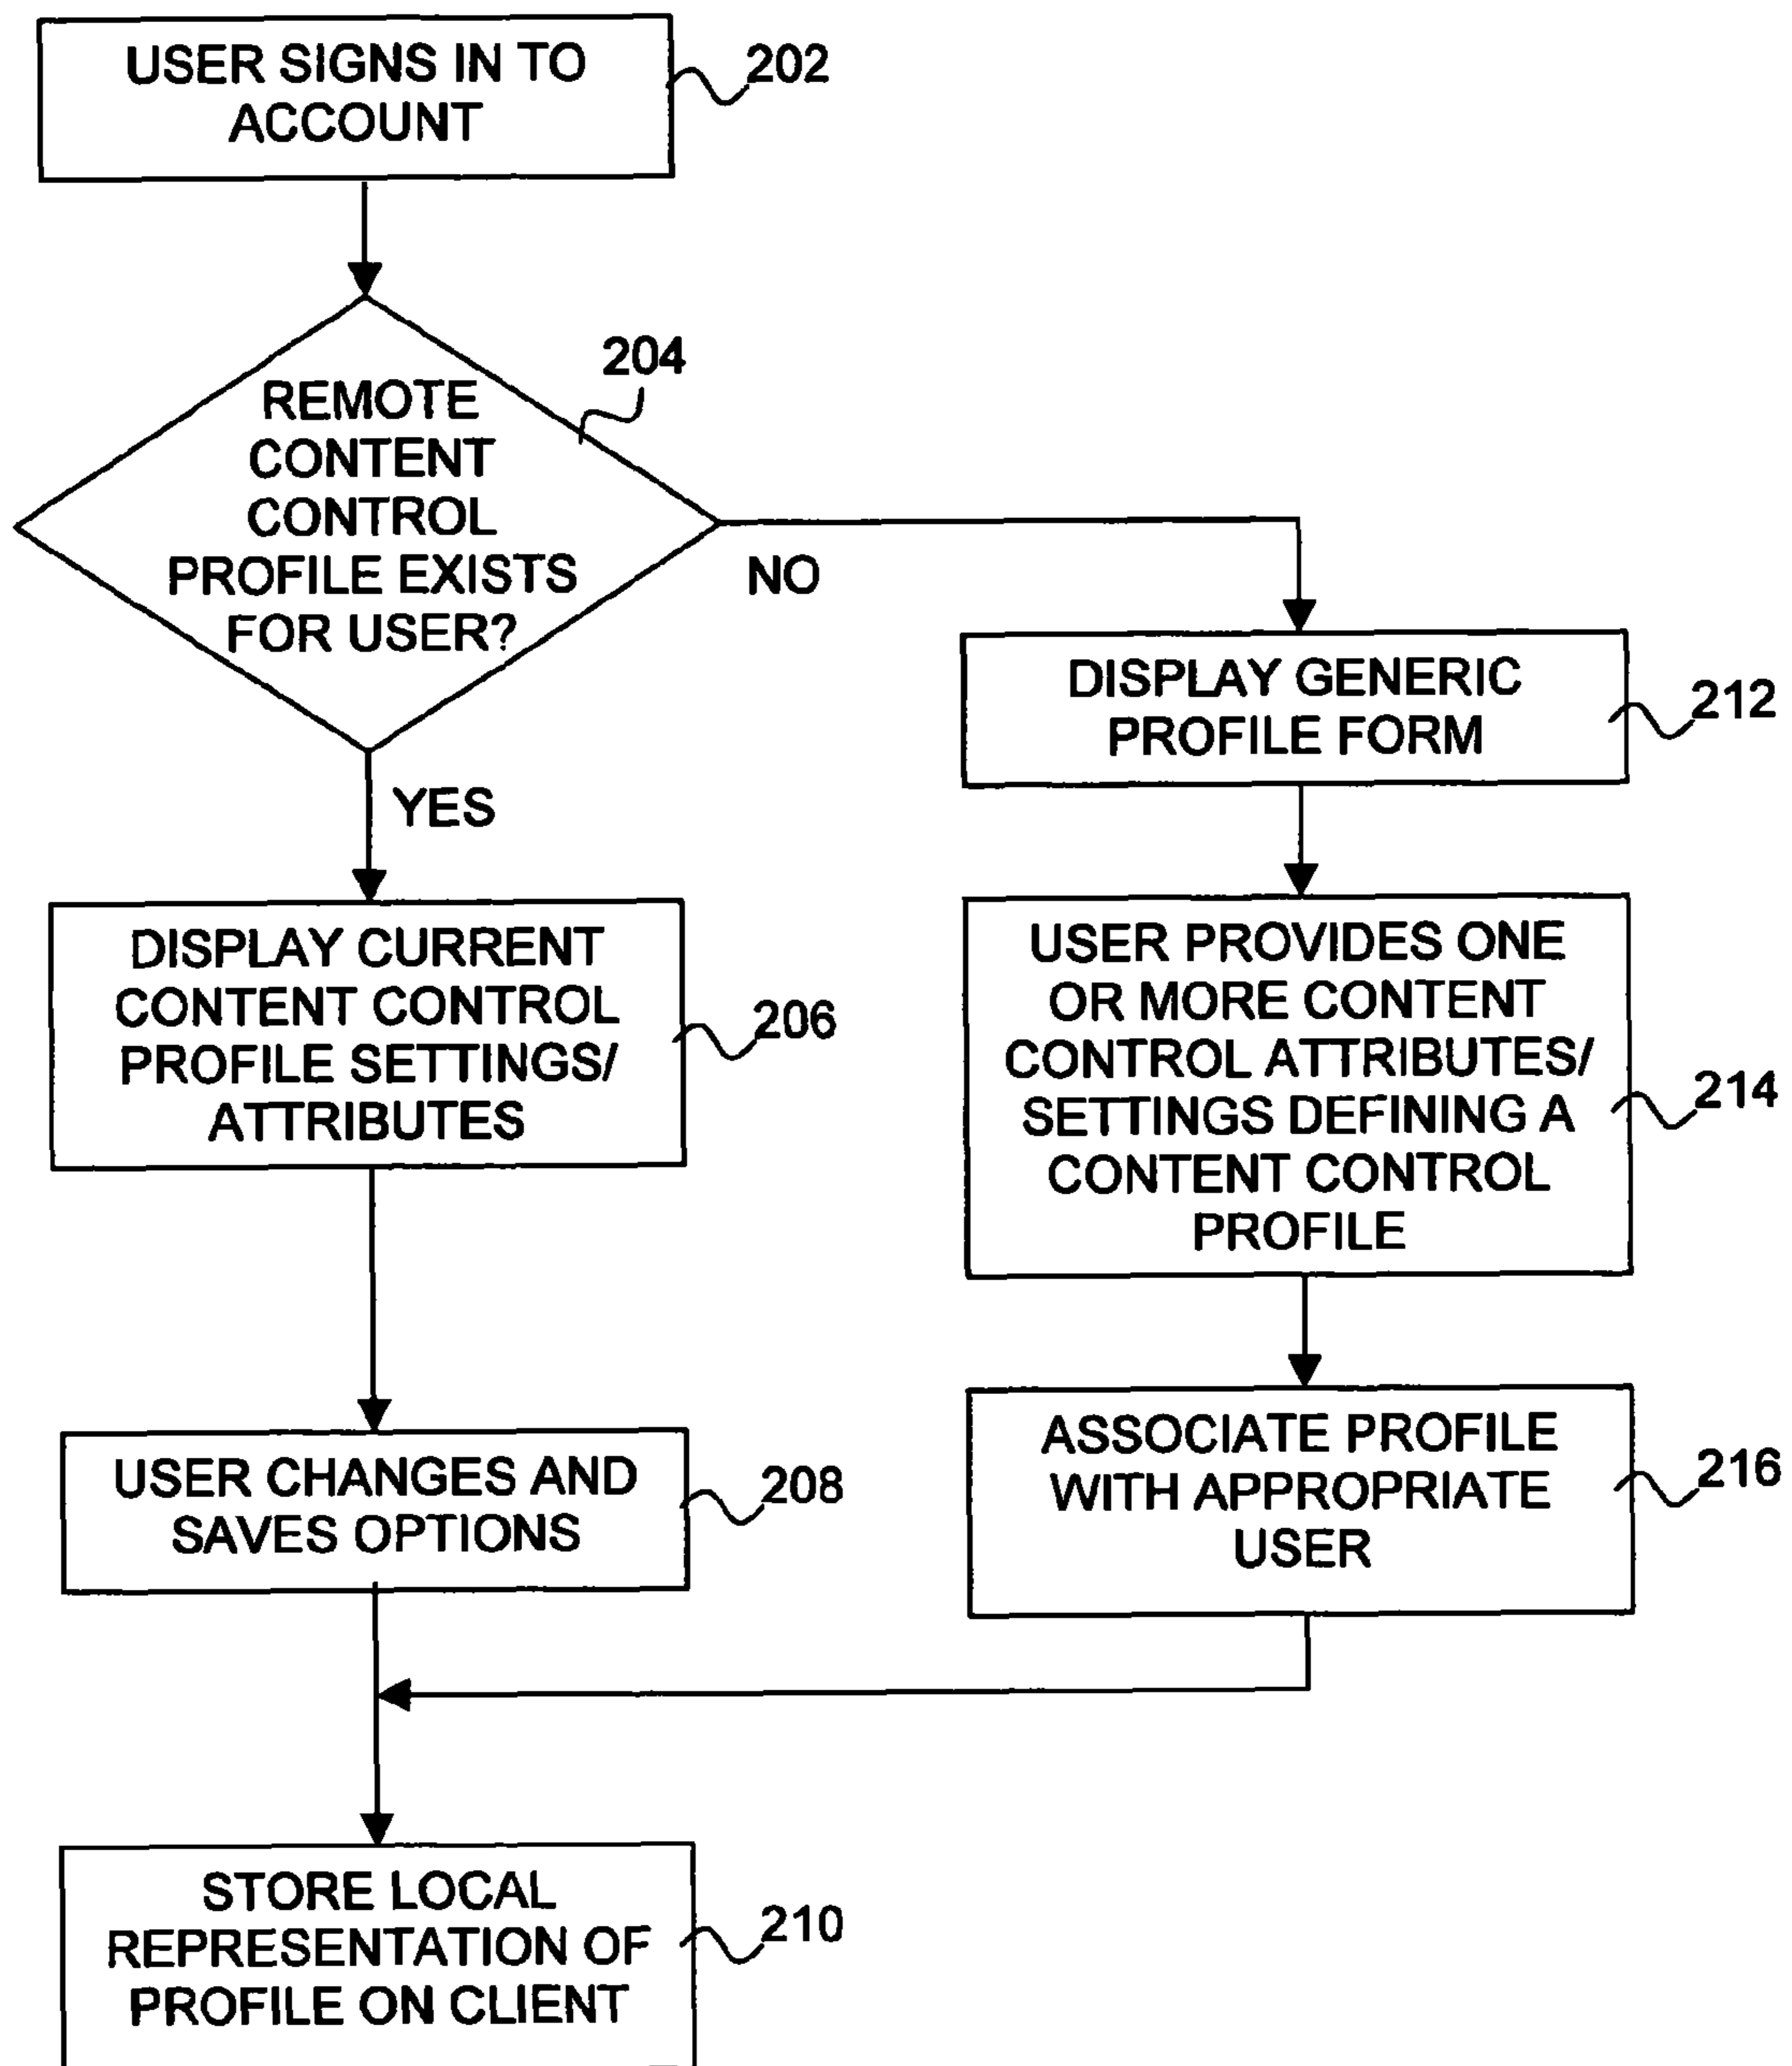 USER SIGNS IN TO
ACCOUNT
202
204
REMOTE
CONTENT
CONTROL
PROFILE EXISTS
FOR USER?
NO
YES
DISPLAY CURRENT
CONTENT CONTROL
PROFILE SETTINGS/
ATTRIBUTES
206
USER CHANGES AND
SAVES OPTIONS
208
DISPLAY GENERIC
PROFILE FORM
212
USER PROVIDES ONE
OR MORE CONTENT
CONTROL ATTRIBUTES/
SETTINGS DEFINING A
CONTENT CONTROL
PROFILE
214
ASSOCIATE PROFILE
WITH APPROPRIATE
USER
216
STORE LOCAL
REPRESENTATION OF
PROFILE ON CLIENT
210